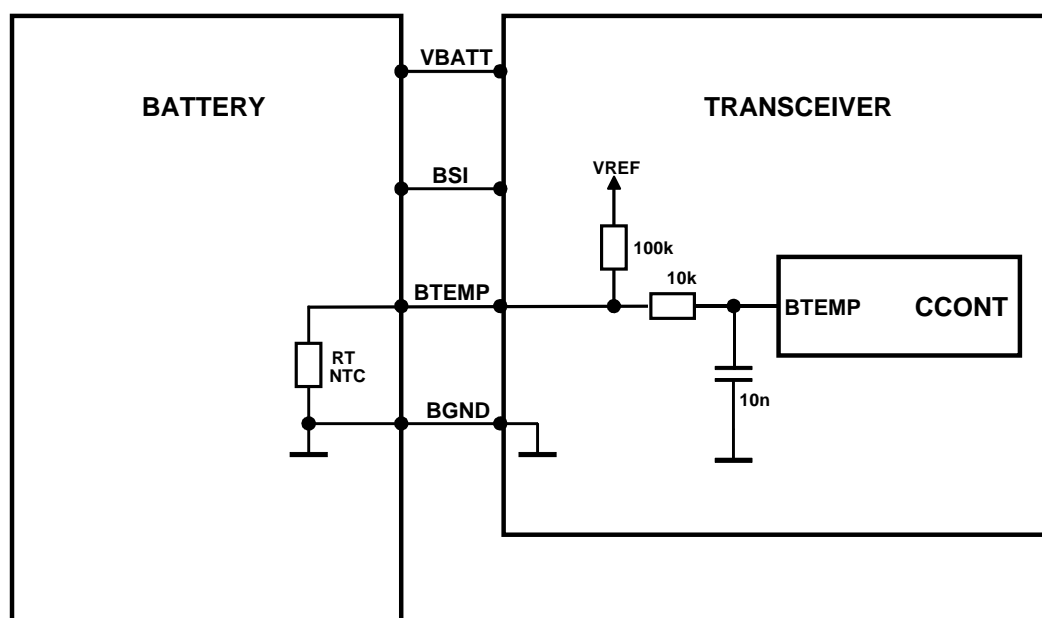 VBATT
BATTERY
TRANSCEIVER
BSI
VREF
100k
10k
BTEMP
BTEMP
CCONT
RT
NTC
10n
BGND